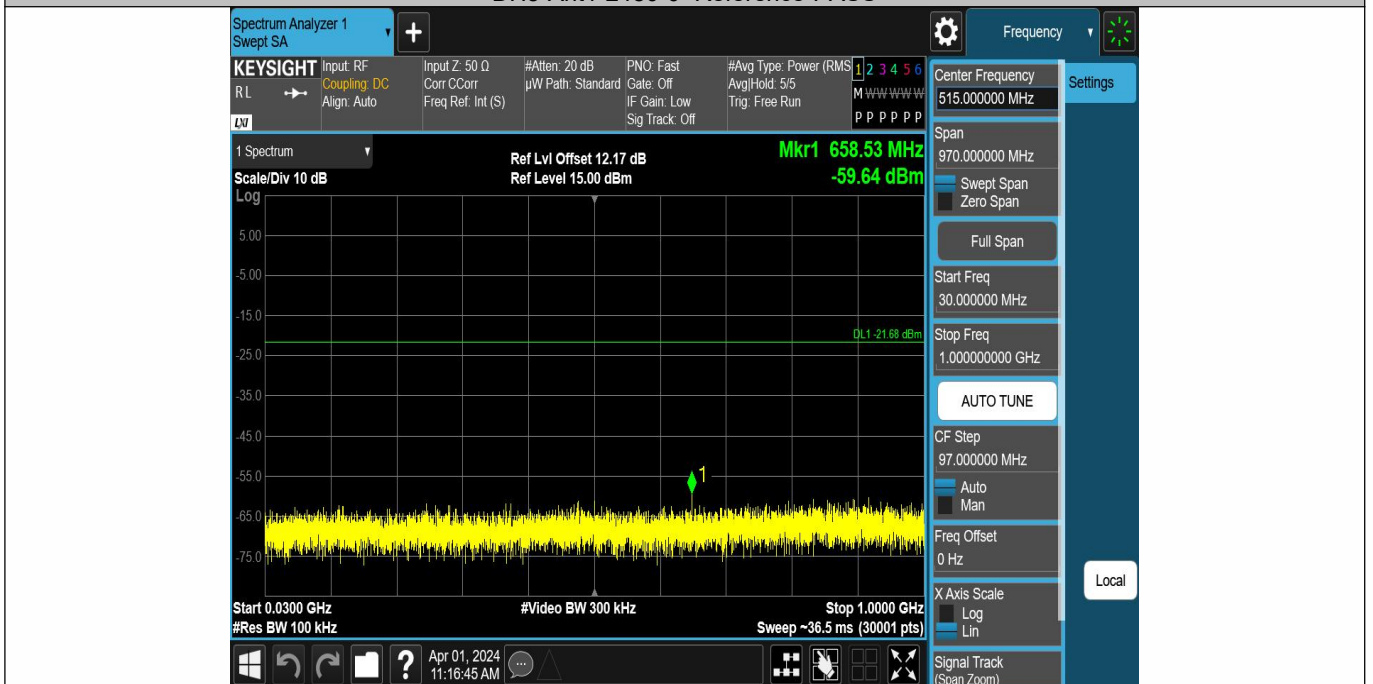 Spectrum Analyzer 1
Swept SA
+
Frequency
KEYSIGHT
RL
LXI
Input: RF
Coupling: DC
Align: Auto
Input Z: 50 Ω
Corr CCorr
Freq Ref: Int (S)
#Atten: 20 dB
µW Path: Standard
PNO: Fast
Gate: Off
IF Gain: Low
Sig Track: Off
#Avg Type: Power (RMS
Avg|Hold: 5/5
Trig: Free Run
1 2 3 4 5 6
M W W W W W
P P P P P P
1 Spectrum
Scale/Div 10 dB
Log
Ref Lvl Offset 12.17 dB
Ref Level 15.00 dBm
Mkr1 658.53 MHz
-59.64 dBm
5.00
-5.00
-15.0
DL1 -21.68 dBm
-25.0
-35.0
-45.0
-55.0
1
-65.0
-75.0
Start 0.0300 GHz
#Video BW 300 kHz
Stop 1.0000 GHz
#Res BW 100 kHz
Sweep ~36.5 ms (30001 pts)
?
Apr 01, 2024
11:16:45 AM
Center Frequency
515.000000 MHz
Settings
Span
970.000000 MHz
Swept Span
Zero Span
Full Span
Start Freq
30.000000 MHz
Stop Freq
1.000000000 GHz
AUTO TUNE
CF Step
97.000000 MHz
Auto
Man
Freq Offset
0 Hz
Local
X Axis Scale
Log
Lin
Signal Track
(Span Zoom)